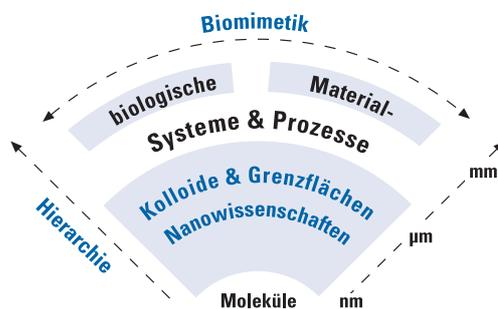 Biomimetik
biologische
Material-
Systeme & Prozesse
mm
Kolloide & Grenzflächen
Hierarchie
Nanowissenschaften
µm
Moleküle
nm